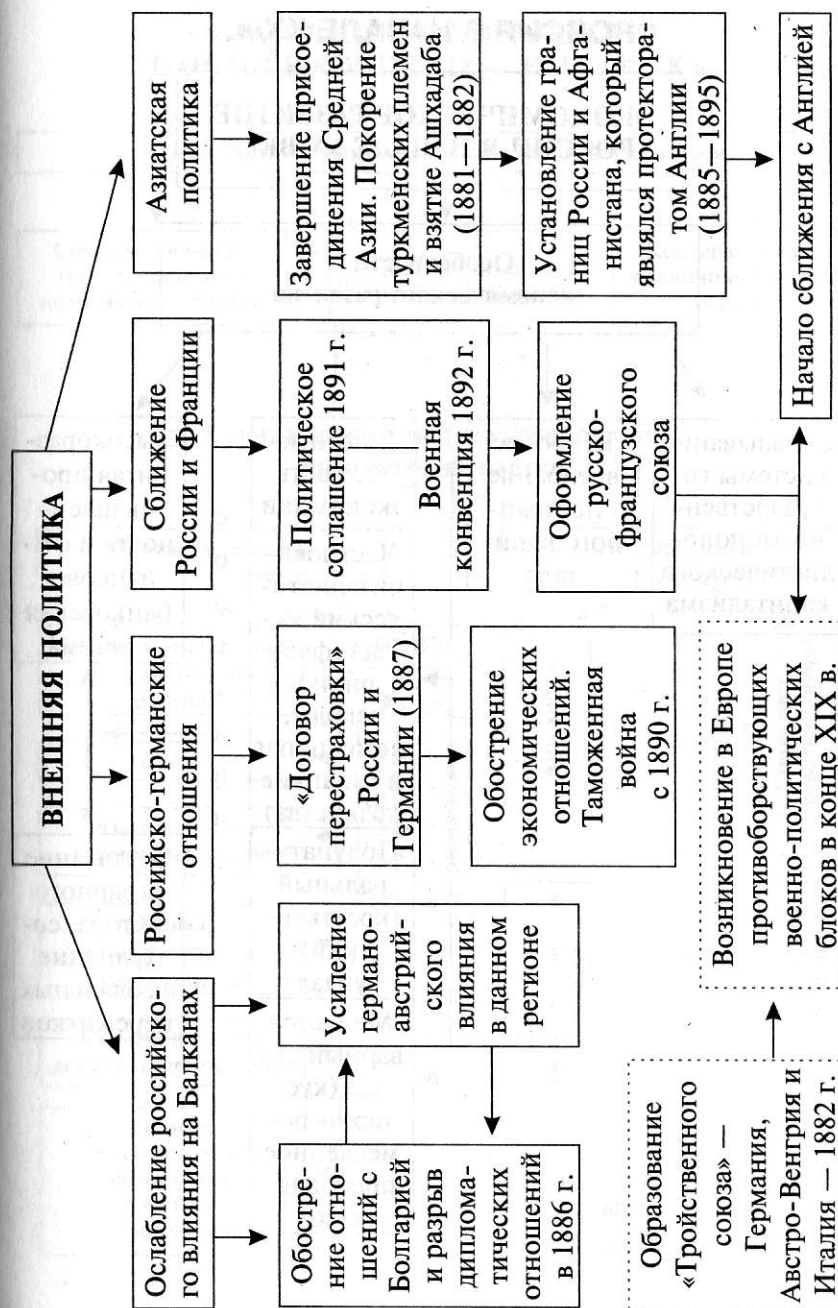 ВНЕШНЯЯ ПОЛИТИКА
Ослабление российско-
го влияния на Балканах
Российско-германские
отношения
Сближение
России и Франции
Азиатская
политика
Обостре-
ние отно-
шений с
Болгарией
и разрыв
диплома-
тических
отношений
в 1886 г.
Усиление
германо-
австрий-
ского
влияния
в данном
регионе
«Договор
перестраховки»
России и
Германии (1887)
Обострение
экономических
отношений.
Таможенная
война
с 1890 г.
Политическое
соглашение 1891 г.
Военная
конвенция 1892 г.
Оформление
русско-
французского
союза
Завершение присое-
динения Средней
Азии. Покорение
туркменских племен
и взятие Ашхадаба
(1881—1882)
Установление гра-
ниц России и Афга-
нистана, который
являлся протектора-
том Англии
(1885—1895)
Начало сближения с Англией
Образование
«Тройственного
союза» —
Германия,
Австро-Венгрия и
Италия — 1882 г.
Возникновение в Европе
противоборствующих
военно-политических
блоков в конце XIX в.